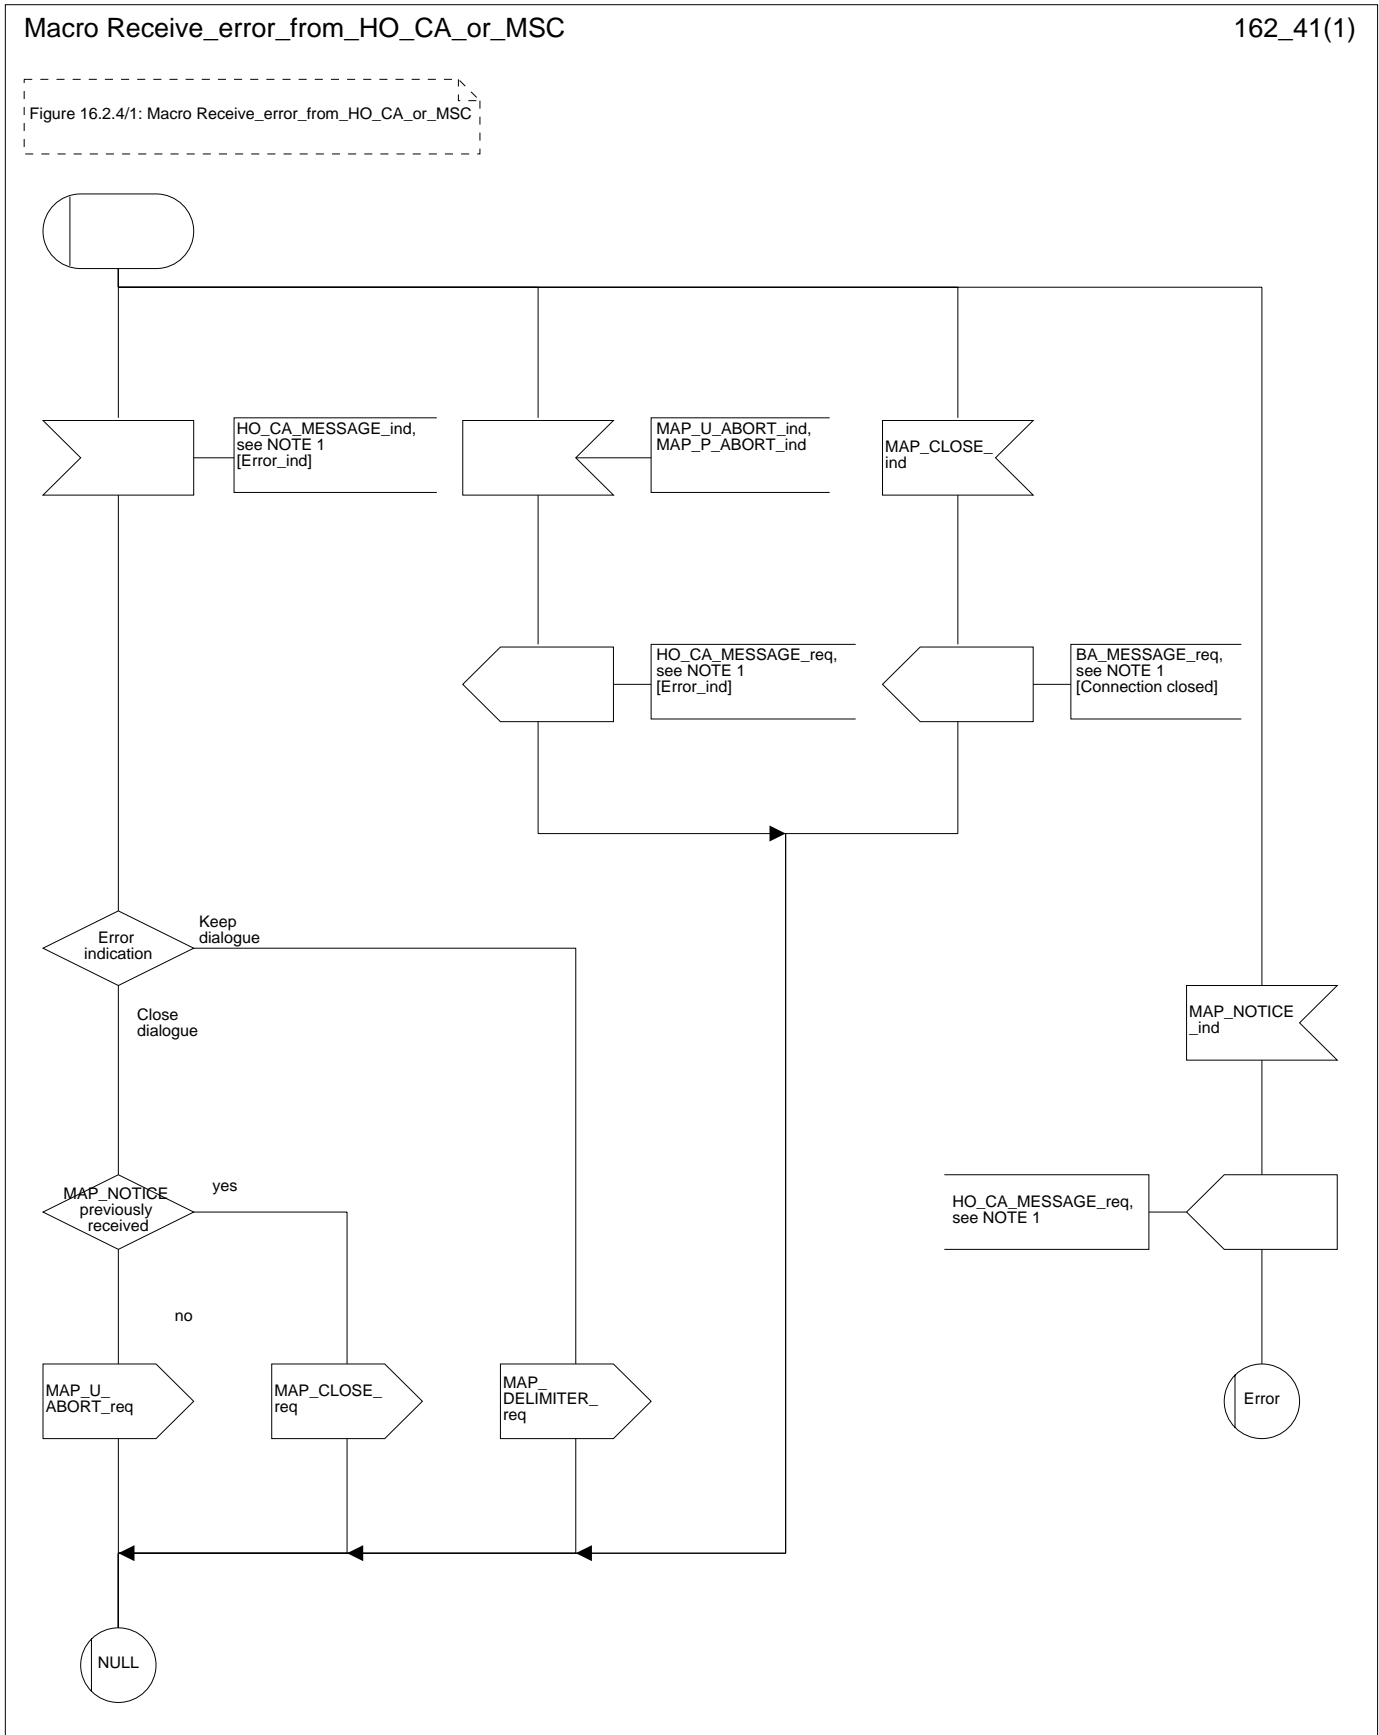 Macro Receive_error_from_HO_CA_or_MSC
162_41(1)
Figure 16.2.4/1: Macro Receive_error_from_HO_CA_or_MSC
HO_CA_MESSAGE_ind,
see NOTE 1
[Error_ind]
MAP_U_ABORT_ind,
MAP_P_ABORT_ind
MAP_CLOSE_
ind
HO_CA_MESSAGE_req,
see NOTE 1
[Error_ind]
BA_MESSAGE_req,
see NOTE 1
[Connection closed]
Error
indication
Keep
dialogue
Close
dialogue
MAP_NOTICE
_ind
MAP_NOTICE
previously
received
yes
HO_CA_MESSAGE_req,
see NOTE 1
no
MAP_U_
ABORT_req
MAP_CLOSE_
req
MAP_
DELIMITER_
req
Error
NULL